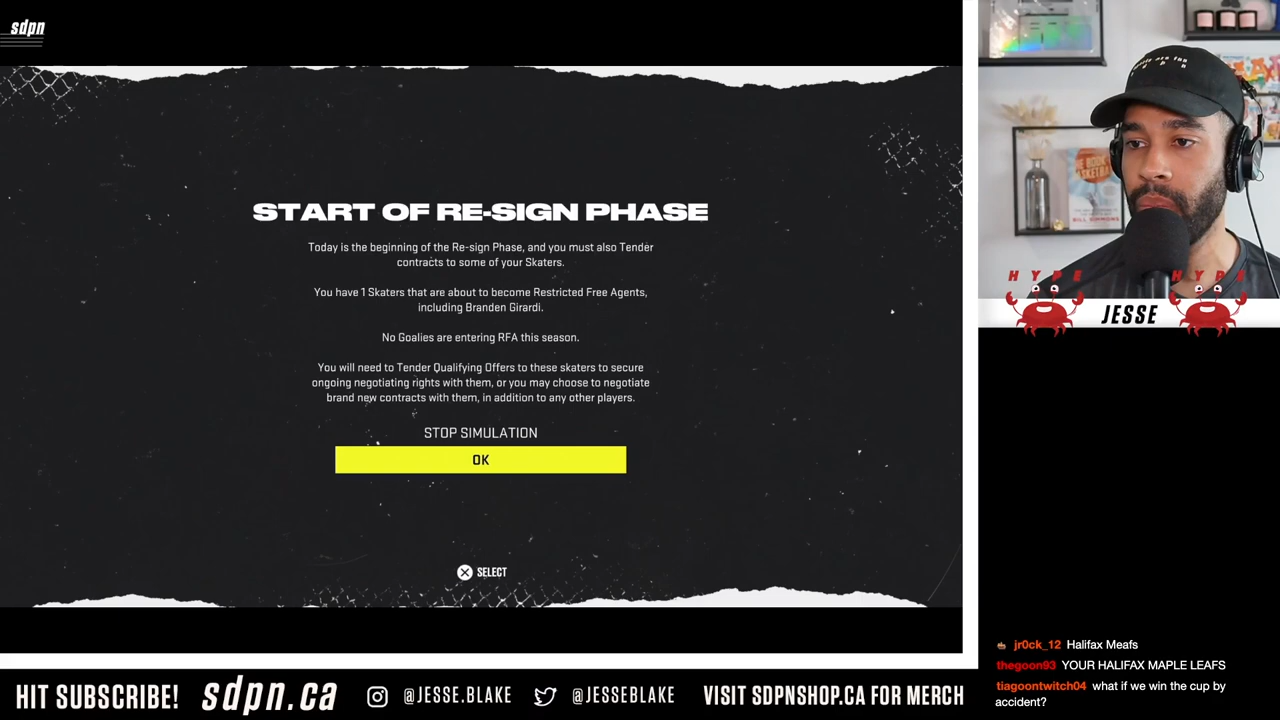 sdpn
START OF RE-SIGN PHASE
Today is the beginning of the Re-sign Phase, and you must also Tender
contracts to some of your Skaters.
You have 1 Skaters that are about to become Restricted Free Agents,
including Branden Girardi.
No Goalies are entering RFA this season.
You will need to Tender Qualifying Offers to these skaters to secure
ongoing negotiating rights with them, or you may choose to negotiate
brand new contracts with them, in addition to any other players.
STOP SIMULATION
OK
SELECT
BILL SIMMONS
HYPE HYPE
JESSE
jr0ck_12 Halifax Meafs
thegoon93 YOUR HALIFAX MAPLE LEAFS
tiagoontwitch04 what if we win the cup by
accident?
HIT SUBSCRIBE! sdpn.ca @JESSE.BLAKE @JESSEBLAKE VISIT SDPNSHOP.CA FOR MERCH